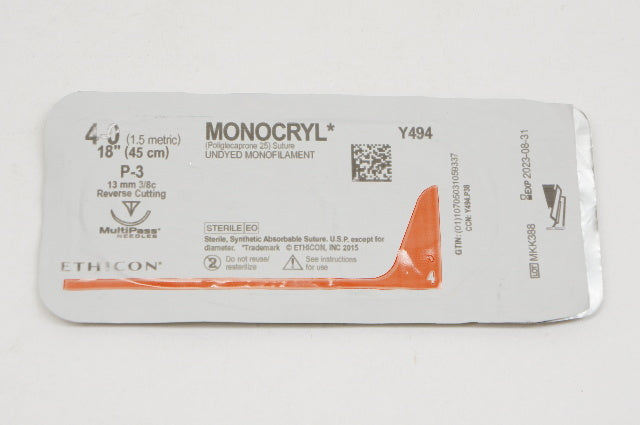 4-0 (1.5 metric)
18" (45 cm)
P-3
13 mm 3/8c
Reverse Cutting
MultiPass®
NEEDLES
ETHICON®
MONOCRYL*
(Poliglecaprone 25) Suture
UNDYED MONOFILAMENT
Y494
STERILE EO
Sterile, Synthetic Absorbable Suture. U.S.P. except for
diameter. *Trademark © ETHICON, INC 2015
2 Do not reuse/
resterilize
See instructions
for use
4
GTIN: (01)10705031059337
CCN: Y494.P38
EXP 2023-08-31
LOT MKK388